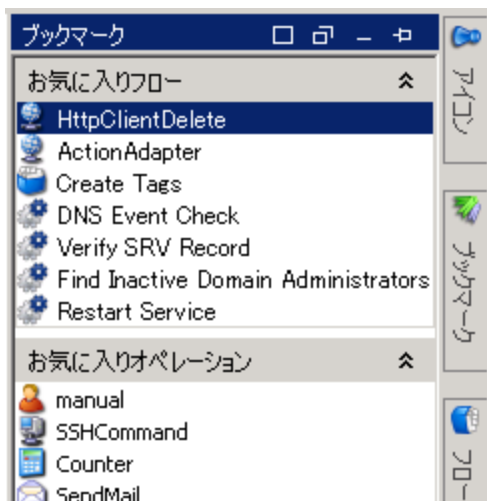 ブックマーク
お気に入りフロー
HttpClientDelete
ActionAdapter
Create Tags
DNS Event Check
Verify SRV Record
Find Inactive Domain Administrators
Restart Service
お気に入りオペレーション
manual
SSHCommand
Counter
SendMail
アイコン
ブックマーク
フロー